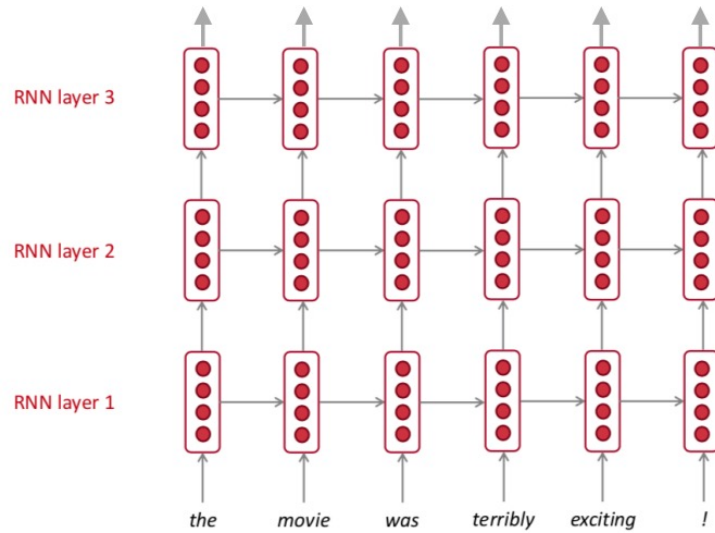 RNN layer 3
RNN layer 2
RNN layer 1
the movie was terribly exciting !